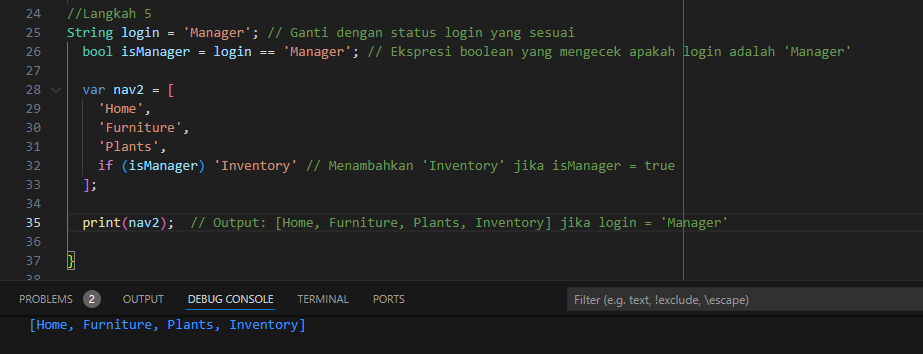 24 //Langkah 5
25 String login = 'Manager'; // Ganti dengan status login yang sesuai
26 bool isManager = login == 'Manager'; // Ekspresi boolean yang mengecek apakah login adalah 'Manager'
27
28 var nav2 = [
29 'Home',
30 'Furniture',
31 'Plants',
32 if (isManager) 'Inventory' // Menambahkan 'Inventory' jika isManager = true
33 ];
34
35 print(nav2); // Output: [Home, Furniture, Plants, Inventory] jika login = 'Manager'
36
37 }
38
PROBLEMS 2 OUTPUT DEBUG CONSOLE TERMINAL PORTS Filter (e.g. text, !exclude, \escape)
[Home, Furniture, Plants, Inventory]